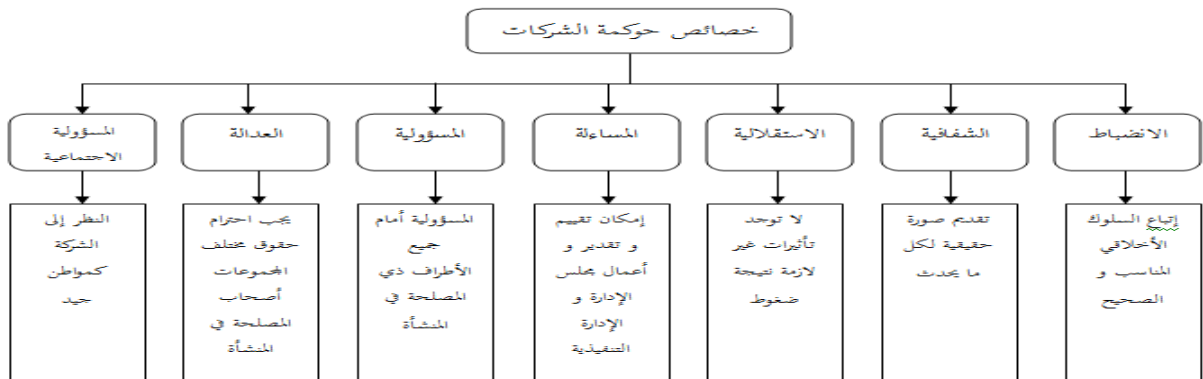 خصائص حوكمة الشركات
الانضباط
الشفافية
الاستقلالية
المساءلة
المسؤولية
العدالة
المسؤولية
الاجتماعية
إتباع السلوك
الأخلاقي
المناسب و
الصحيح
تقديم صورة
حقيقية لكل
ما يحدث
لا توجد
تأثيرات غير
لازمة نتيجة
ضغوط
إمكان تقييم
و تقدير و
أعمال مجلس
الإدارة و
الإدارة
التنفيذية
المسؤولية أمام
جميع
الأطراف ذي
المصلحة في
المنشأة
يجب احترام
حقوق مختلف
المجموعات
أصحاب
المصلحة في
المنشأة
النظر إلى
الشركة
كمواطن
جيد